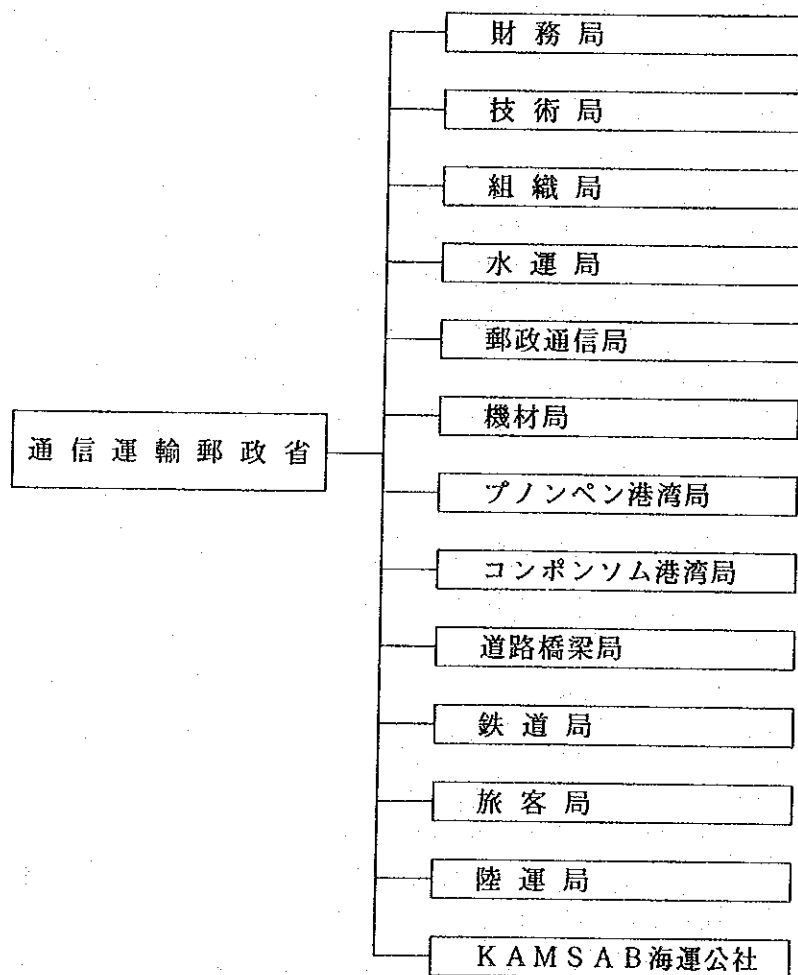 財務局
技術局
組織局
水運局
郵政通信局
通信運輸郵政省
機材局
プノンペン港湾局
コンポンソム港湾局
道路橋梁局
鉄道局
旅客局
陸運局
KAMSAB海運公社